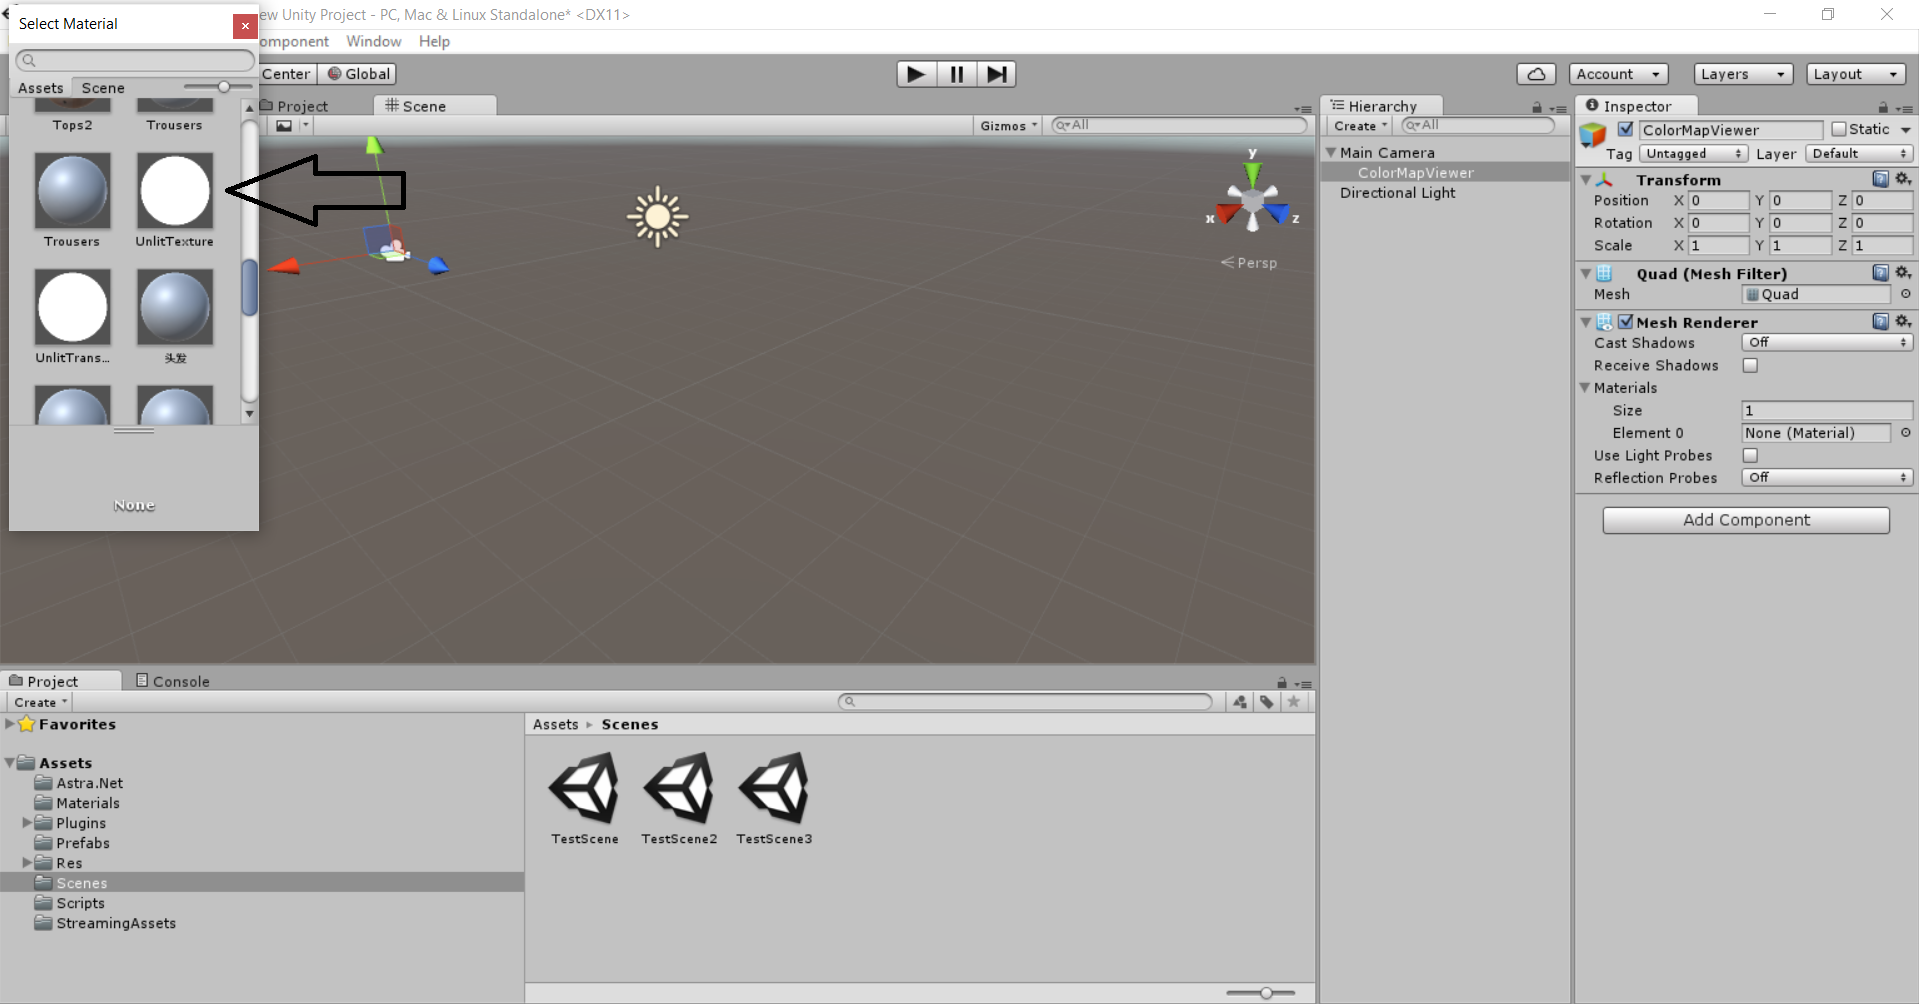 Select Material
ew Unity Project - PC, Mac & Linux Standalone* <DX11>
omponent Window Help
Center Global
Account Layers Layout
Assets Scene
Tops2 Trousers
Trousers UnlitTexture
UnlitTrans... 头发
None
Project Scene
Gizmos All
y
x z
Persp
Hierarchy
Create All
Main Camera
ColorMapViewer
Directional Light
Inspector
ColorMapViewer Static
Tag Untagged Layer Default
Transform
Position X 0 Y 0 Z 0
Rotation X 0 Y 0 Z 0
Scale X 1 Y 1 Z 1
Quad (Mesh Filter)
Mesh Quad
Mesh Renderer
Cast Shadows Off
Receive Shadows
Materials
Size 1
Element 0 None (Material)
Use Light Probes
Reflection Probes Off
Add Component
Project Console
Create
Favorites
Assets
Astra.Net
Materials
Plugins
Prefabs
Res
Scenes
Scripts
StreamingAssets
Assets Scenes
TestScene TestScene2 TestScene3